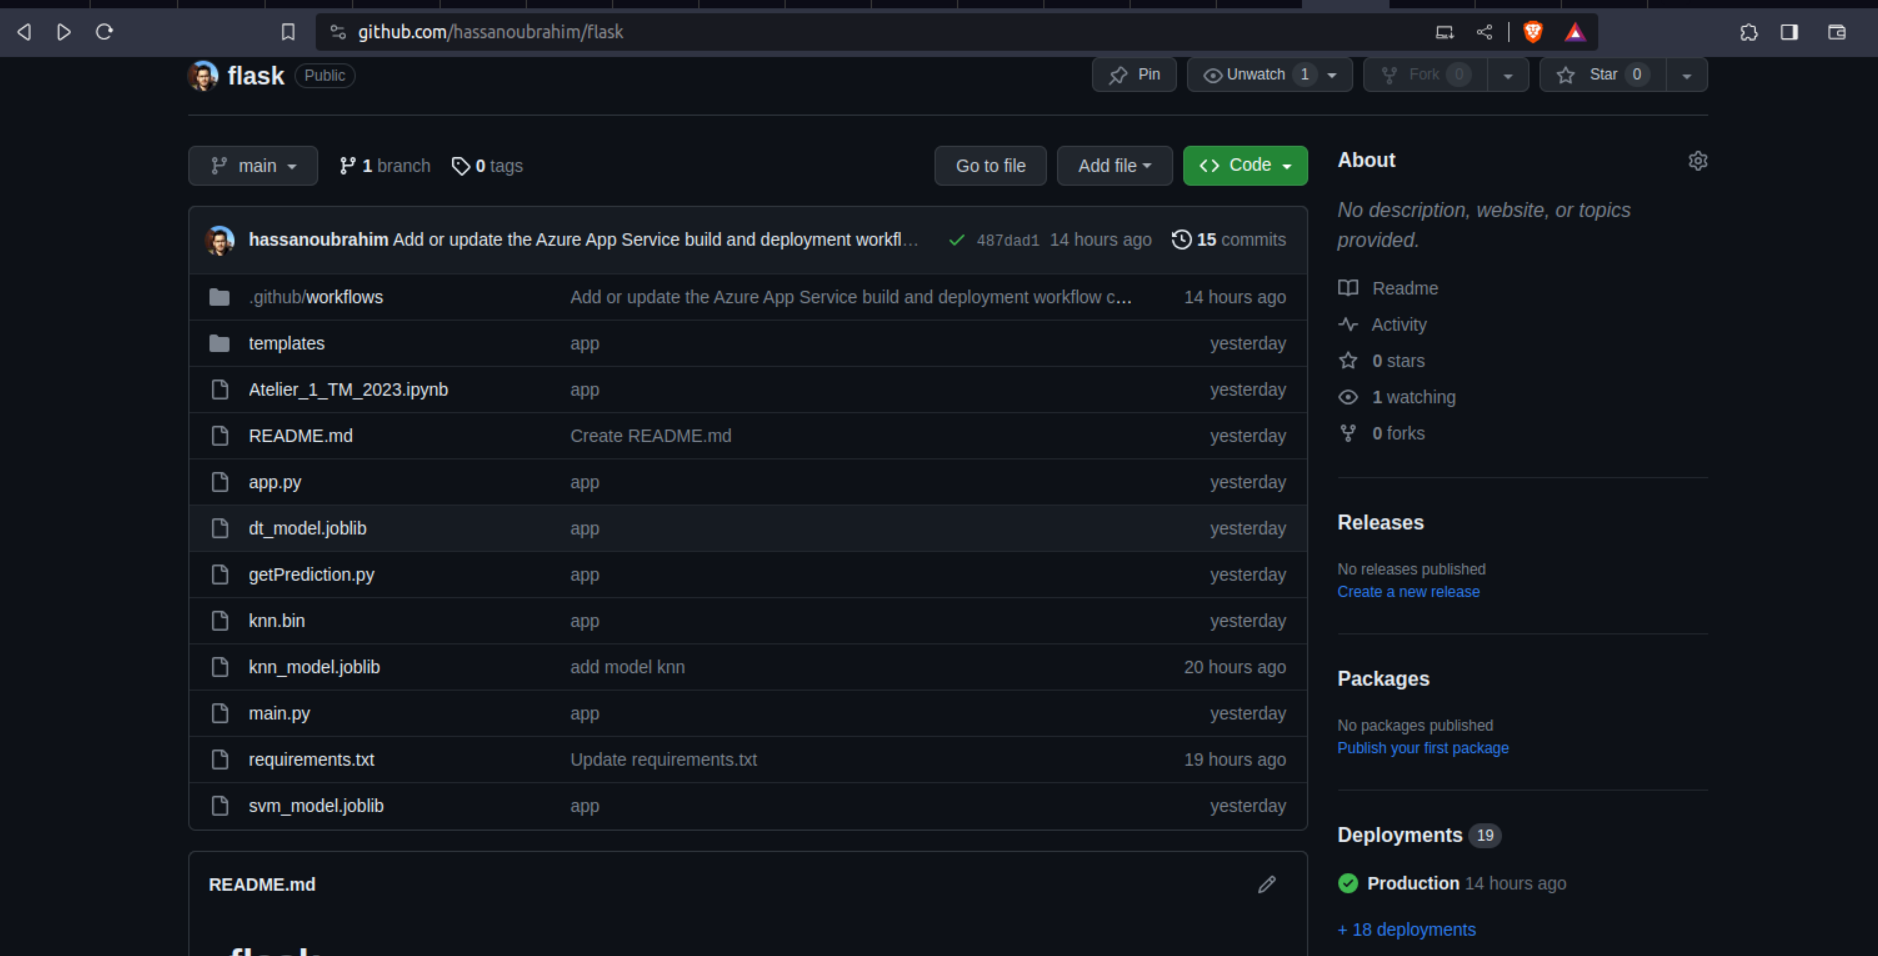 github.com/hassanoubrahim/flask
flask Public
Pin
Unwatch 1
Fork 0
Star 0
main
1 branch
0 tags
Go to file
Add file
Code
hassanoubrahim Add or update the Azure App Service build and deployment workfl… 487dad1 14 hours ago 15 commits
.github/workflows Add or update the Azure App Service build and deployment workflow c… 14 hours ago
templates app yesterday
Atelier_1_TM_2023.ipynb app yesterday
README.md Create README.md yesterday
app.py app yesterday
dt_model.joblib app yesterday
getPrediction.py app yesterday
knn.bin app yesterday
knn_model.joblib add model knn 20 hours ago
main.py app yesterday
requirements.txt Update requirements.txt 19 hours ago
svm_model.joblib app yesterday
README.md
flask
About
No description, website, or topics
provided.
Readme
Activity
0 stars
1 watching
0 forks
Releases
No releases published
Create a new release
Packages
No packages published
Publish your first package
Deployments 19
Production 14 hours ago
+ 18 deployments